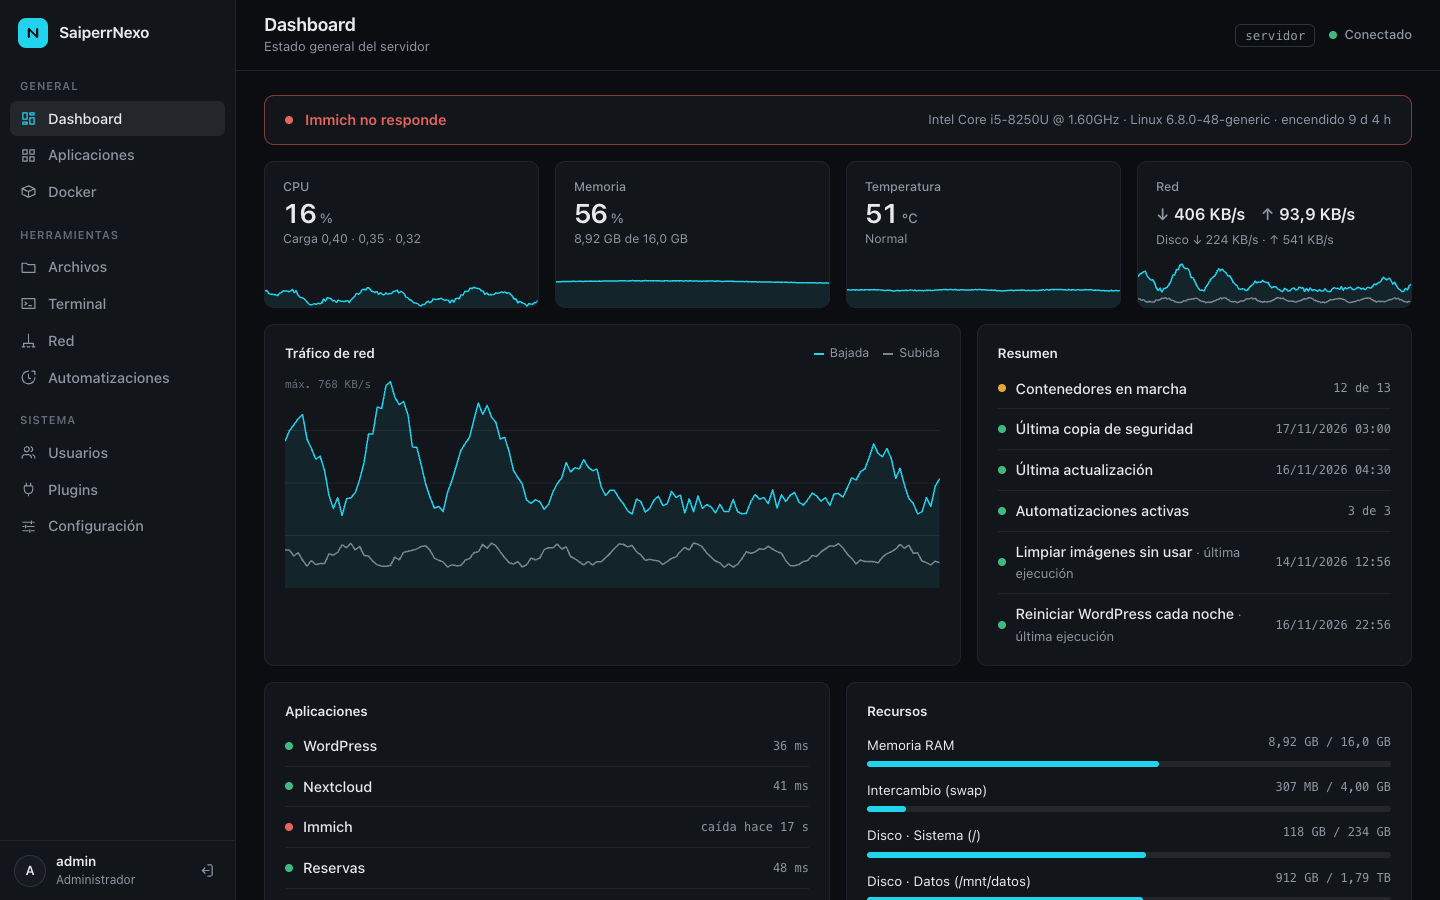 SaiperrNexo
GENERAL
Dashboard
Aplicaciones
Docker
HERRAMIENTAS
Archivos
Terminal
Red
Automatizaciones
SISTEMA
Usuarios
Plugins
Configuración
A
admin
Administrador
Dashboard
Estado general del servidor
servidor
Conectado
Immich no responde
Intel Core i5-8250U @ 1.60GHz · Linux 6.8.0-48-generic · encendido 9 d 4 h
CPU
16 %
Carga 0,40 · 0,35 · 0,32
Memoria
56 %
8,92 GB de 16,0 GB
Temperatura
51 °C
Normal
Red
↓ 406 KB/s ↑ 93,9 KB/s
Disco ↓ 224 KB/s · ↑ 541 KB/s
Tráfico de red
Bajada
Subida
máx. 768 KB/s
Resumen
Contenedores en marcha 12 de 13
Última copia de seguridad 17/11/2026 03:00
Última actualización 16/11/2026 04:30
Automatizaciones activas 3 de 3
Limpiar imágenes sin usar · última
ejecución
14/11/2026 12:56
Reiniciar WordPress cada noche ·
última ejecución
16/11/2026 22:56
Aplicaciones
WordPress 36 ms
Nextcloud 41 ms
Immich caída hace 17 s
Reservas 48 ms
Recursos
Memoria RAM 8,92 GB / 16,0 GB
Intercambio (swap) 307 MB / 4,00 GB
Disco · Sistema (/) 118 GB / 234 GB
Disco · Datos (/mnt/datos) 912 GB / 1,79 TB